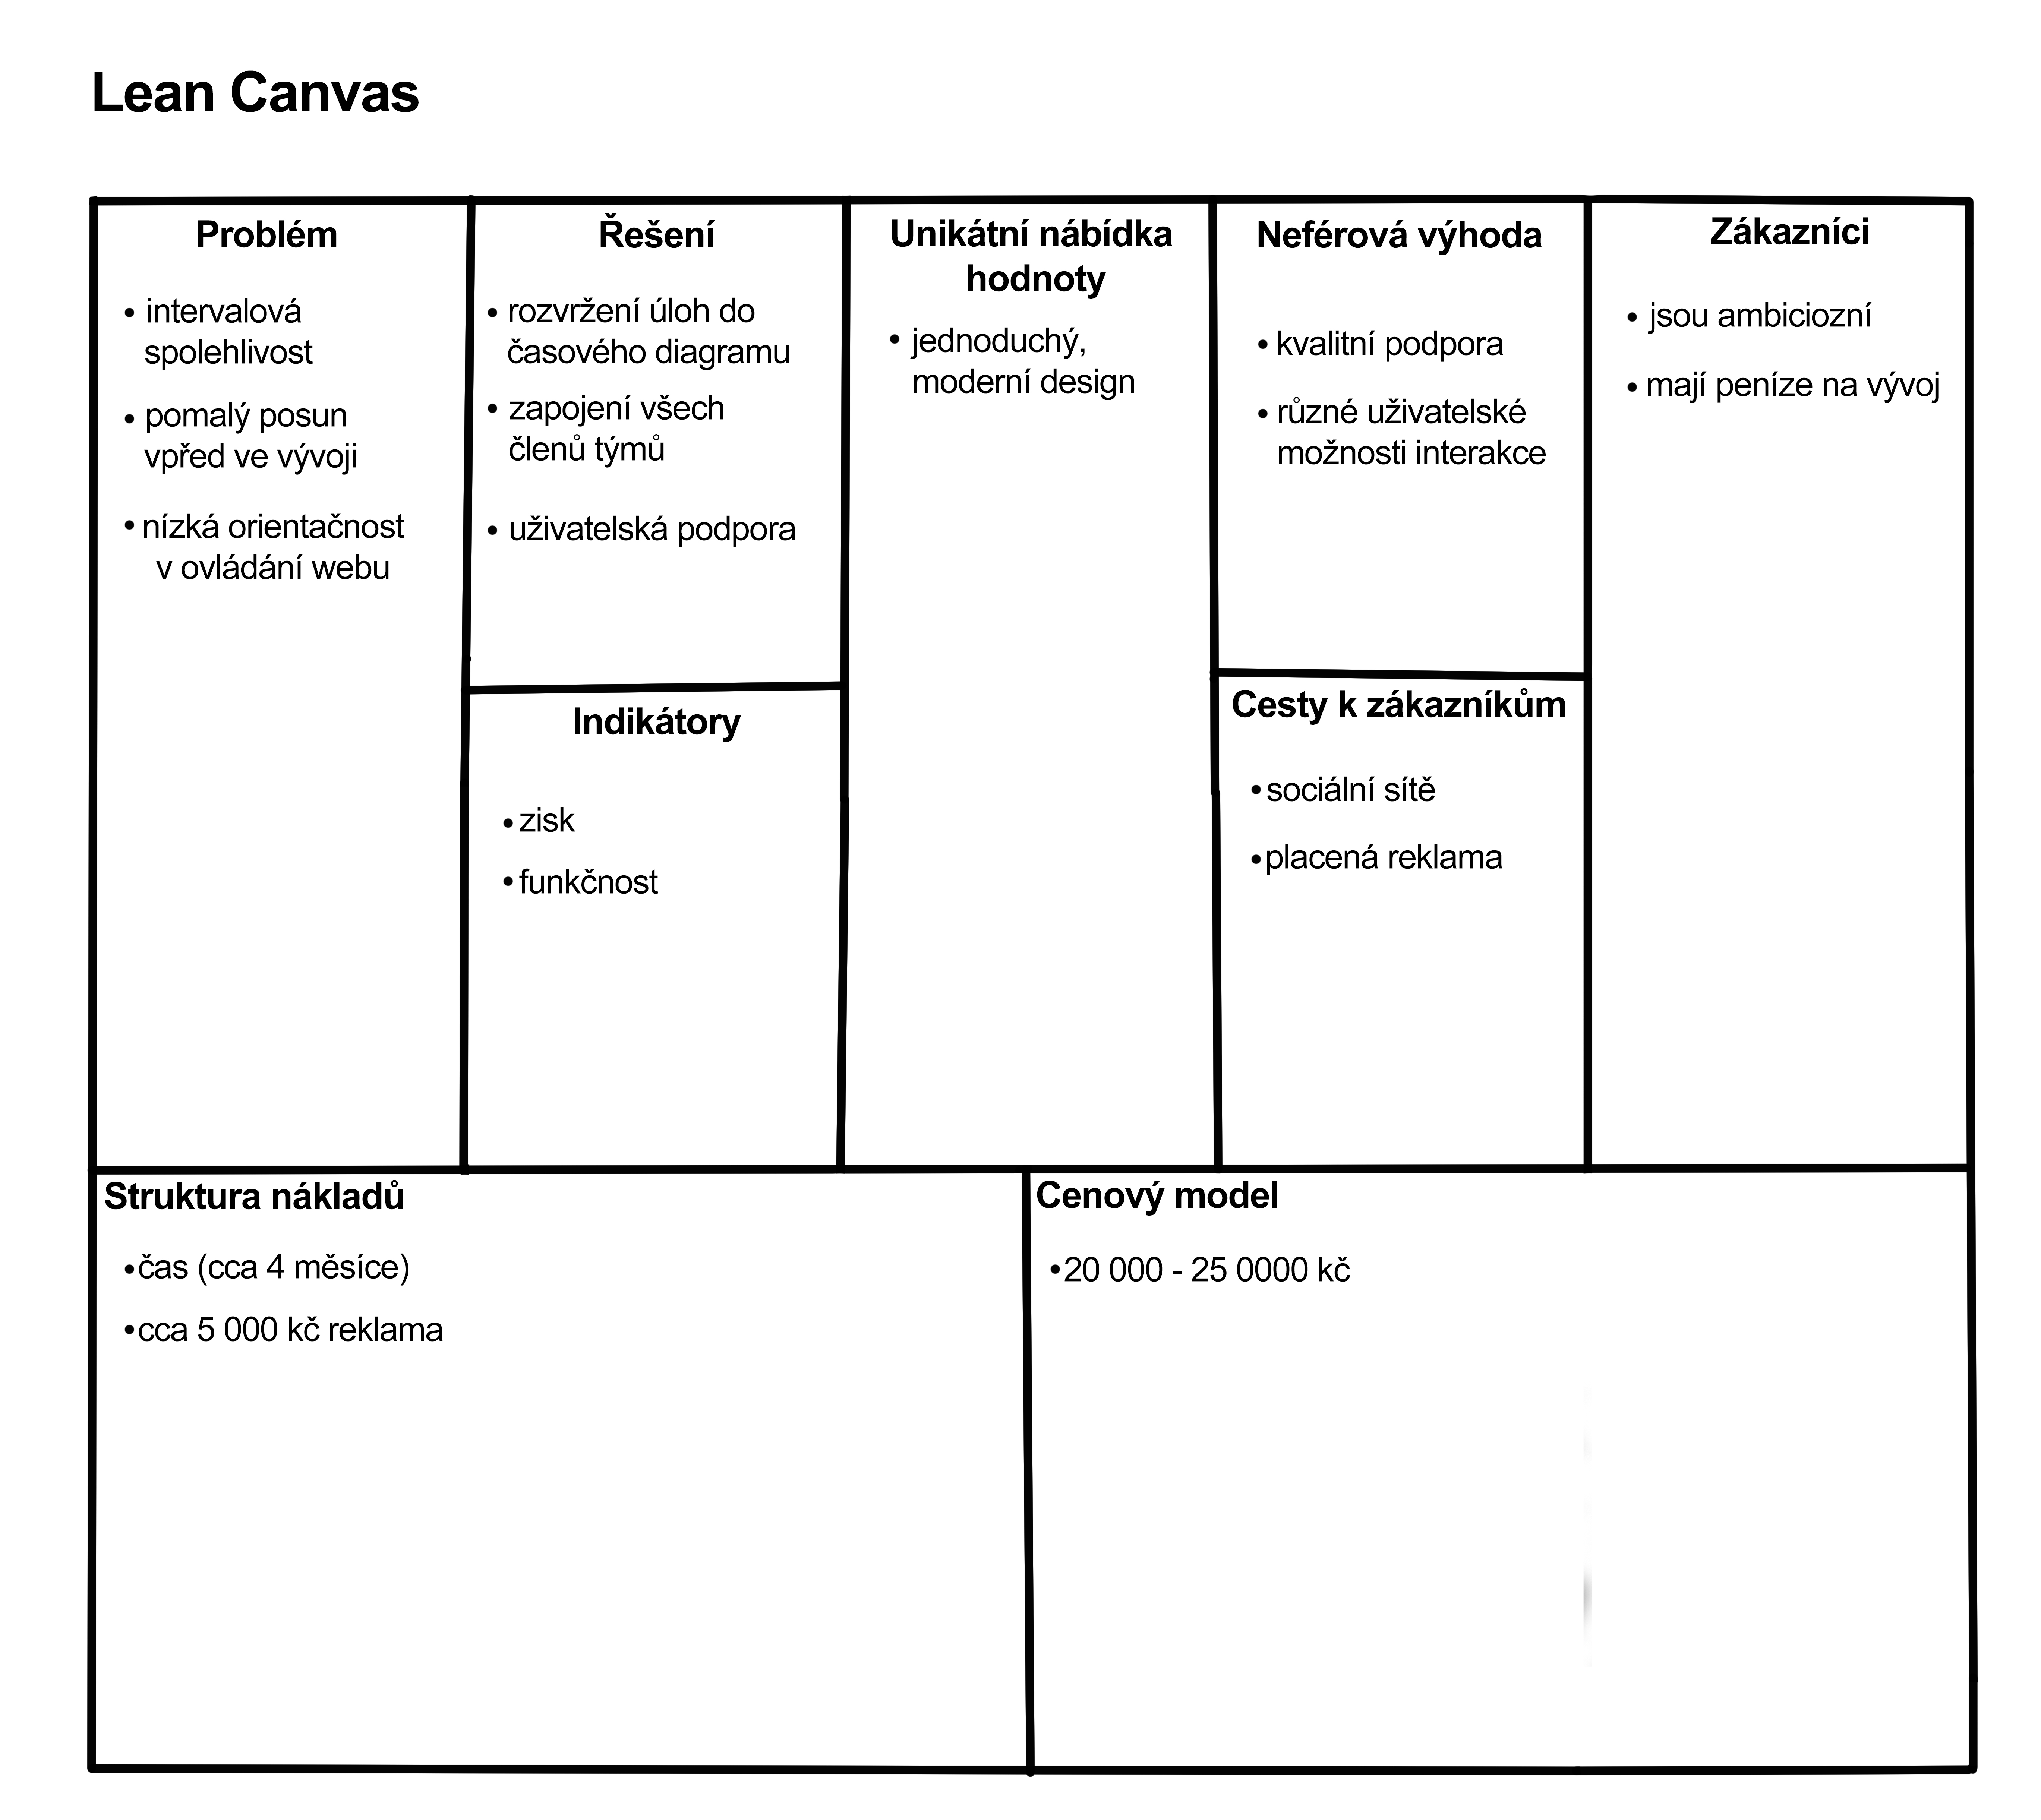 Lean Canvas
Problém
• intervalová
spolehlivost
• pomalý posun
vpřed ve vývoji
• nízká orientačnost
v ovládání webu
Řešení
• rozvržení úloh do
časového diagramu
• zapojení všech
členů týmů
• uživatelská podpora
Indikátory
• zisk
• funkčnost
Unikátní nábídka
hodnoty
• jednoduchý,
moderní design
Neférová výhoda
• kvalitní podpora
• různé uživatelské
možnosti interakce
Cesty k zákazníkům
• sociální sítě
• placená reklama
Zákazníci
• jsou ambiciozní
• mají peníze na vývoj
Struktura nákladů
• čas (cca 4 měsíce)
• cca 5 000 kč reklama
Cenový model
• 20 000 - 25 0000 kč